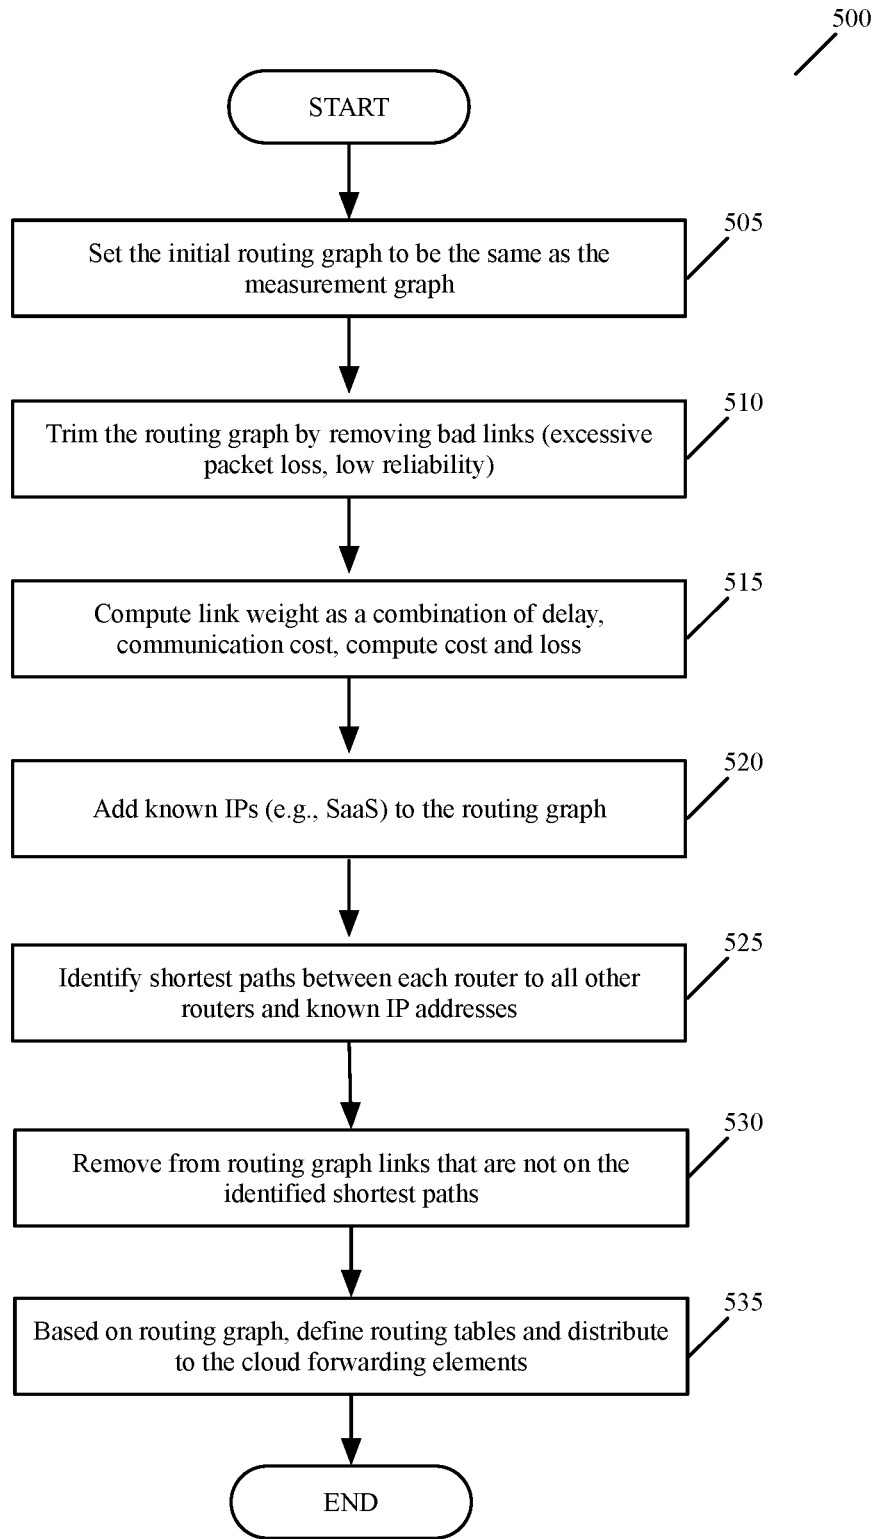 500
START
505
Set the initial routing graph to be the same as the
measurement graph
510
Trim the routing graph by removing bad links (excessive
packet loss, low reliability)
515
Compute link weight as a combination of delay,
communication cost, compute cost and loss
520
Add known IPs (e.g., SaaS) to the routing graph
525
Identify shortest paths between each router to all other
routers and known IP addresses
530
Remove from routing graph links that are not on the
identified shortest paths
535
Based on routing graph, define routing tables and distribute
to the cloud forwarding elements
END